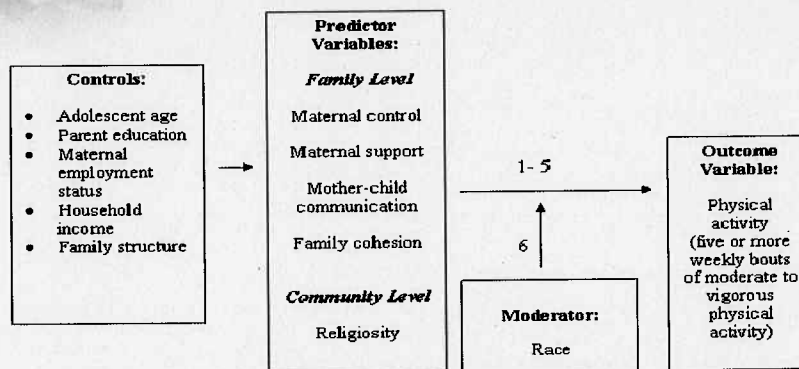 Controls:
• Adolescent age
• Parent education
• Maternal
employment
status
• Household
income
• Family structure
Predictor
Variables:
Family Level
Maternal control
Maternal support
Mother-child
communication
Family cohesion
Community Level
Religiosity
1- 5
6
Moderator:
Race
Outcome
Variable:
Physical
activity
(five or more
weekly bouts
of moderate to
vigorous
physical
activity)